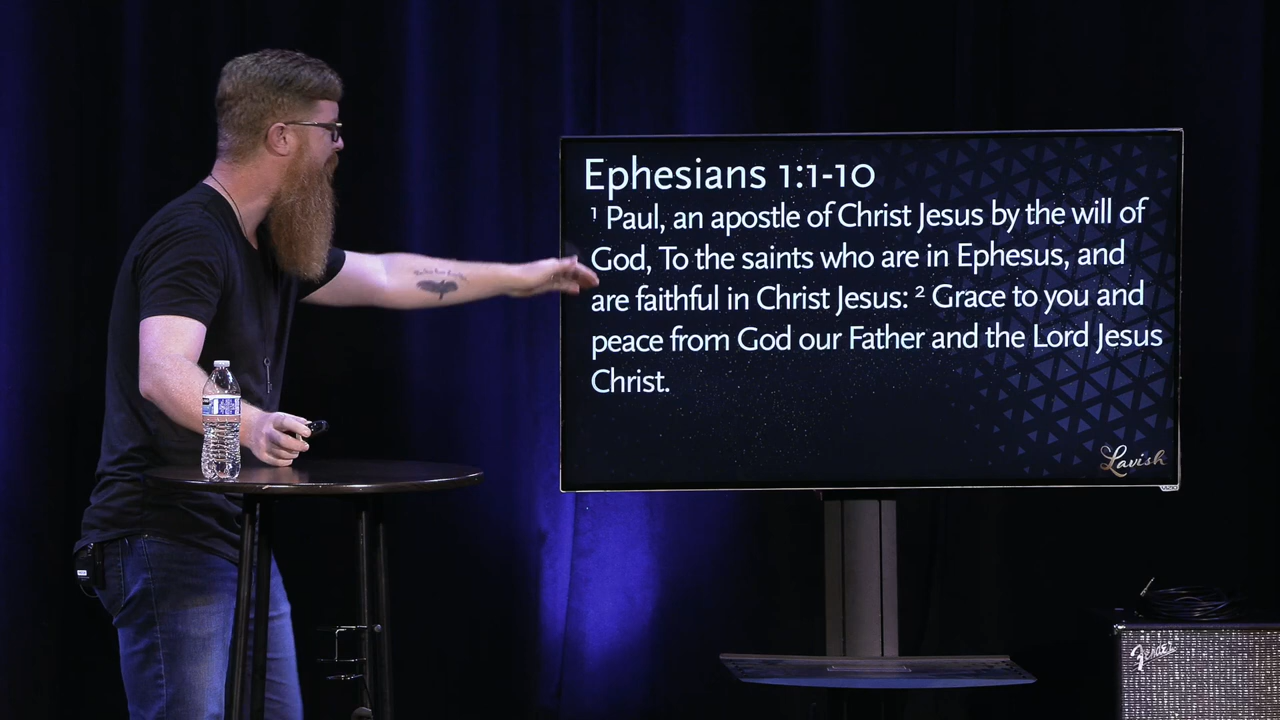 Ephesians 1:1-10
¹ Paul, an apostle of Christ Jesus by the will of
God, To the saints who are in Ephesus, and
are faithful in Christ Jesus: ² Grace to you and
peace from God our Father and the Lord Jesus
Christ.
Lavish
VIZIO
Fender